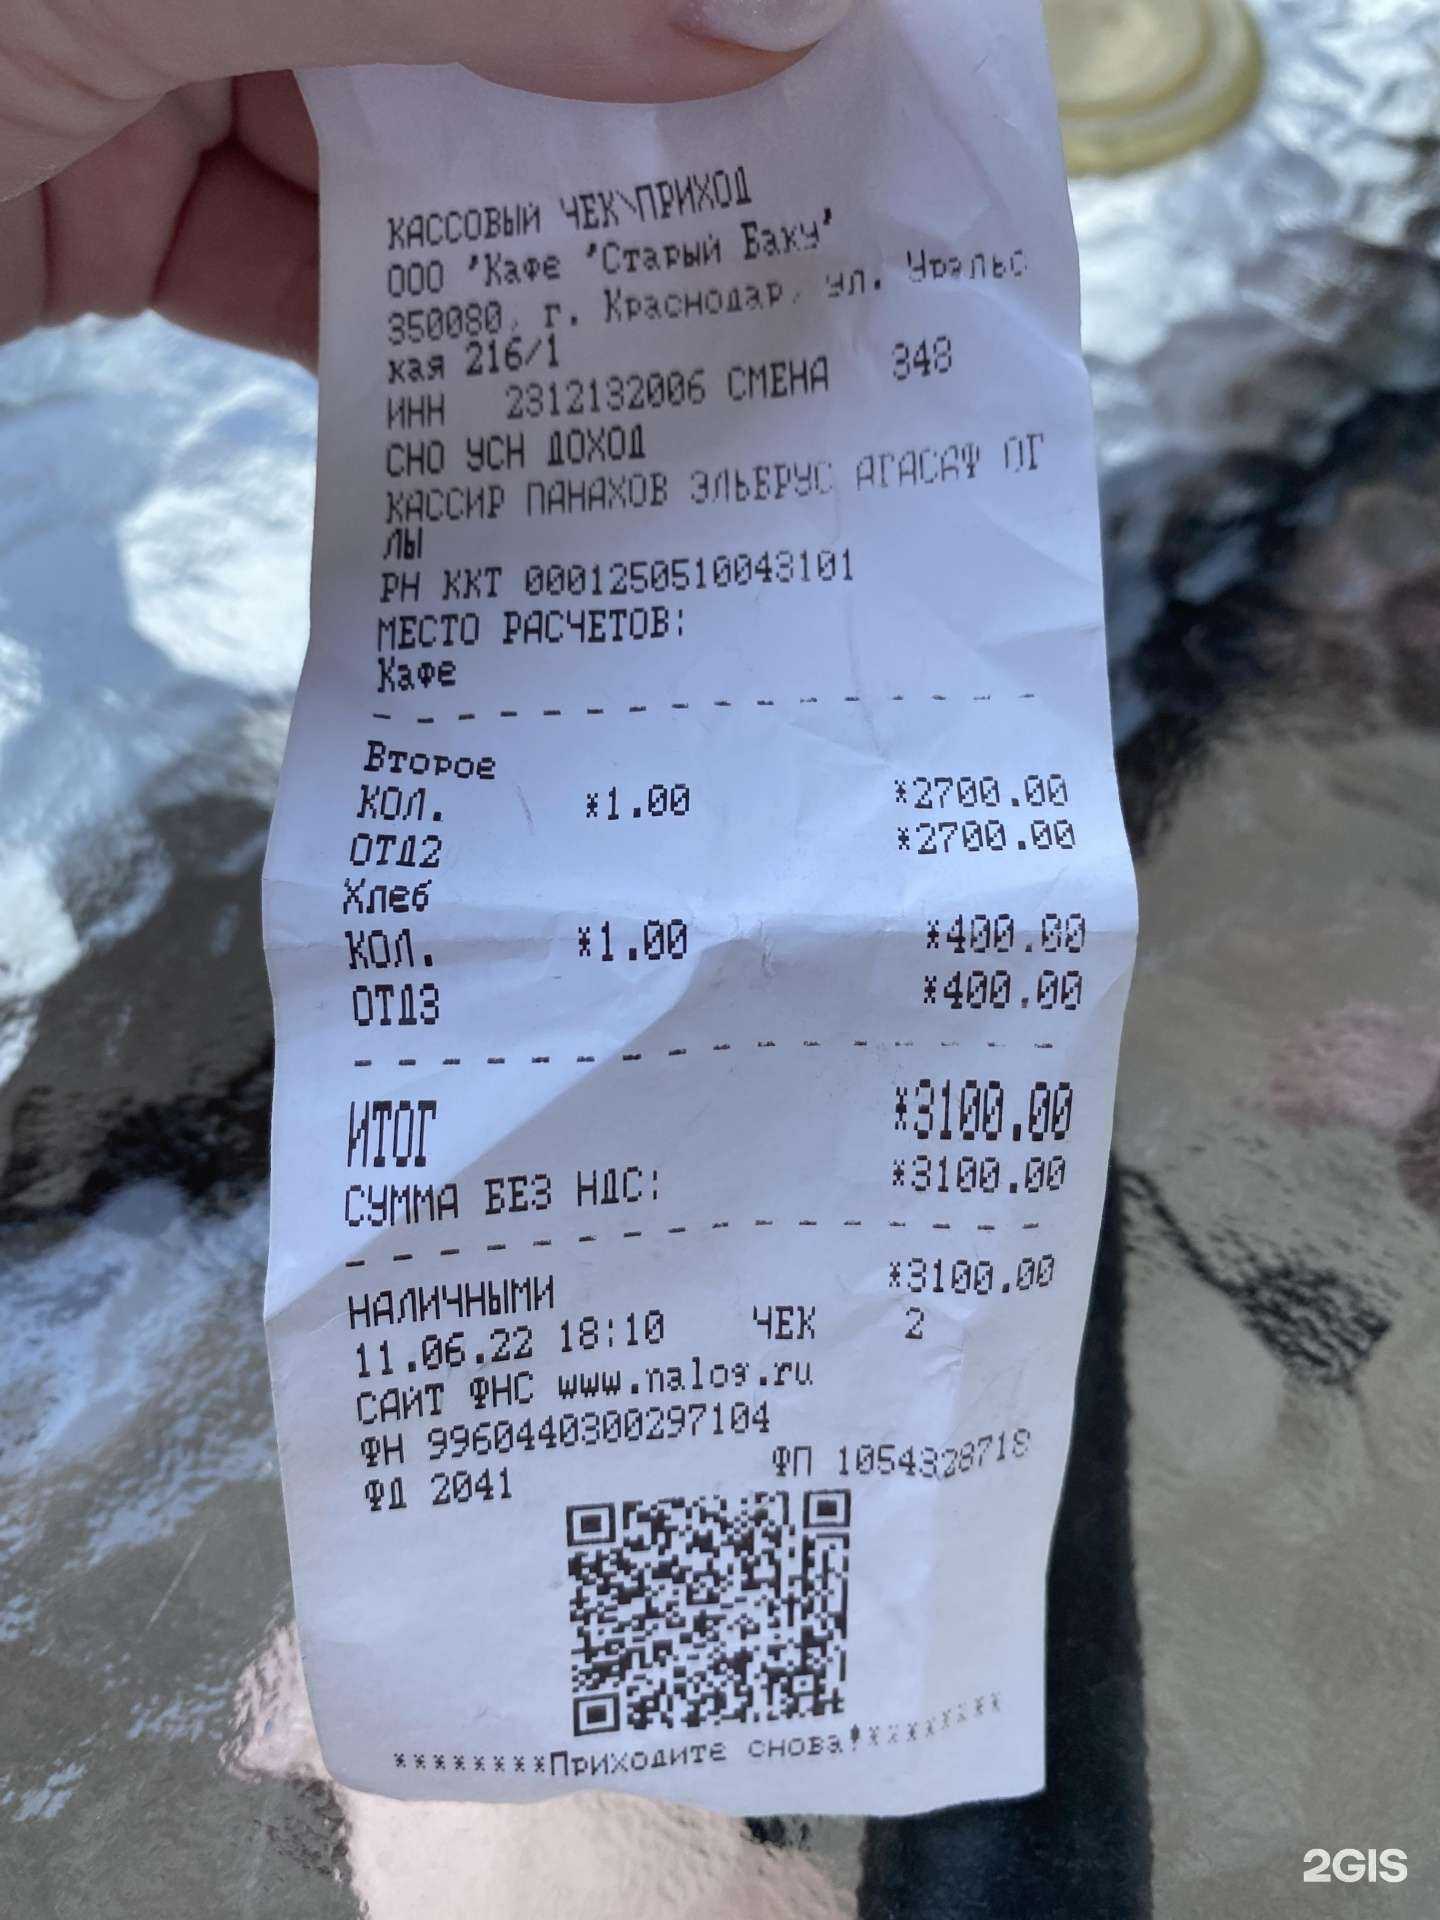 КАССОВЫЙ ЧЕК\ПРИХОД
ООО "Кафе "Старый Баку"
350080, г. Краснодар, ул. Уральс
кая 216/1
ИНН 2312132006 СМЕНА 348
СНО УСН ДОХОД
КАССИР ПАНАХОВ ЭЛЬБРУС АГАСАФ ОГ
ЛЫ
РН ККТ 0001250510043101
МЕСТО РАСЧЕТОВ:
Кафе
- - - - - - - - - - - - - - - -
Второе
КОЛ. *1.00 *2700.00
ОТД2 *2700.00
Хлеб
КОЛ. *1.00 *400.00
ОТД3 *400.00
- - - - - - - - - - - - - - - -
ИТОГ *3100.00
СУММА БЕЗ НДС: *3100.00
- - - - - - - - - - - - - - - -
НАЛИЧНЫМИ *3100.00
11.06.22 18:10 ЧЕК 2
САЙТ ФНС www.nalog.ru
ФН 9960440300297104
ФД 2041 ФП 1054328718
********Приходите снова!********
2GIS